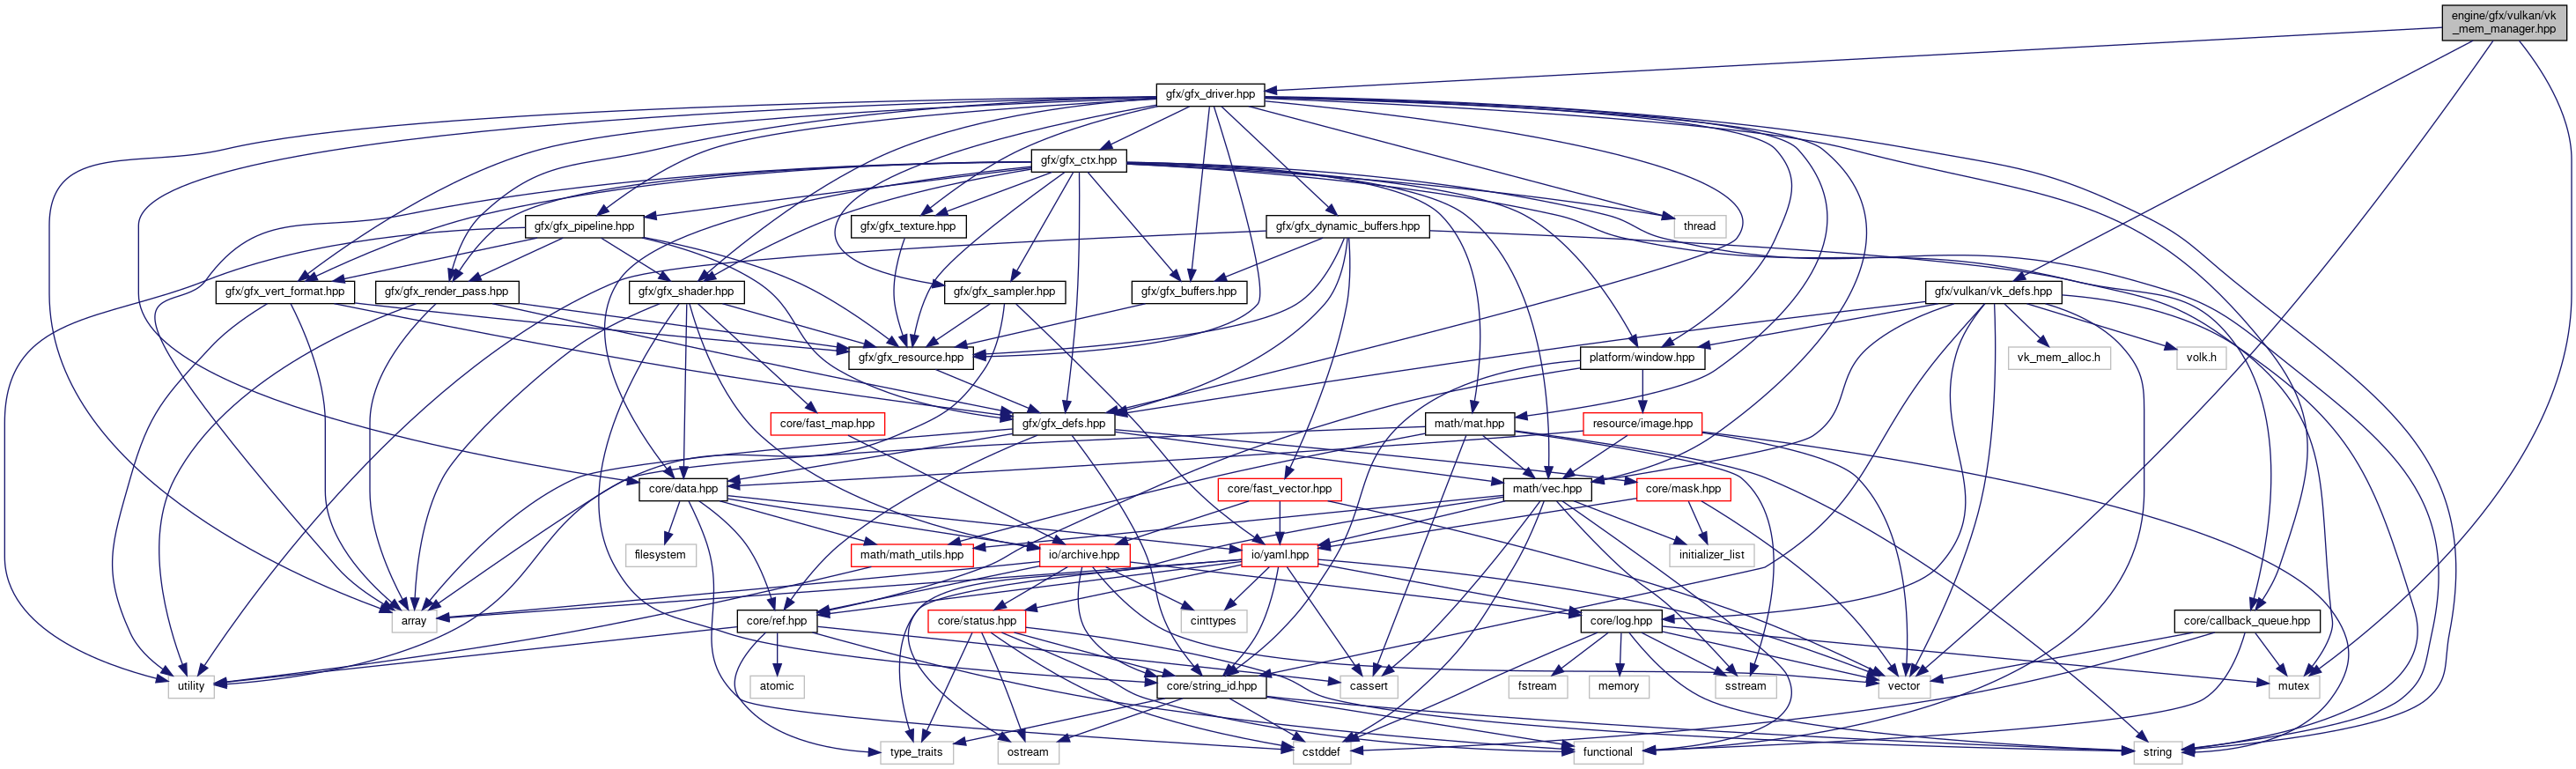 engine/gfx/vulkan/vk
_mem_manager.hpp
gfx/gfx_driver.hpp
gfx/gfx_ctx.hpp
gfx/gfx_pipeline.hpp
gfx/gfx_texture.hpp
gfx/gfx_dynamic_buffers.hpp
thread
gfx/gfx_vert_format.hpp
gfx/gfx_render_pass.hpp
gfx/gfx_shader.hpp
gfx/gfx_sampler.hpp
gfx/gfx_buffers.hpp
gfx/vulkan/vk_defs.hpp
gfx/gfx_resource.hpp
platform/window.hpp
vk_mem_alloc.h
volk.h
core/fast_map.hpp
gfx/gfx_defs.hpp
math/mat.hpp
resource/image.hpp
core/data.hpp
core/fast_vector.hpp
math/vec.hpp
core/mask.hpp
filesystem
math/math_utils.hpp
io/archive.hpp
io/yaml.hpp
initializer_list
array
core/ref.hpp
core/status.hpp
cinttypes
core/log.hpp
core/callback_queue.hpp
utility
atomic
core/string_id.hpp
cassert
fstream
memory
sstream
vector
mutex
type_traits
ostream
cstddef
functional
string